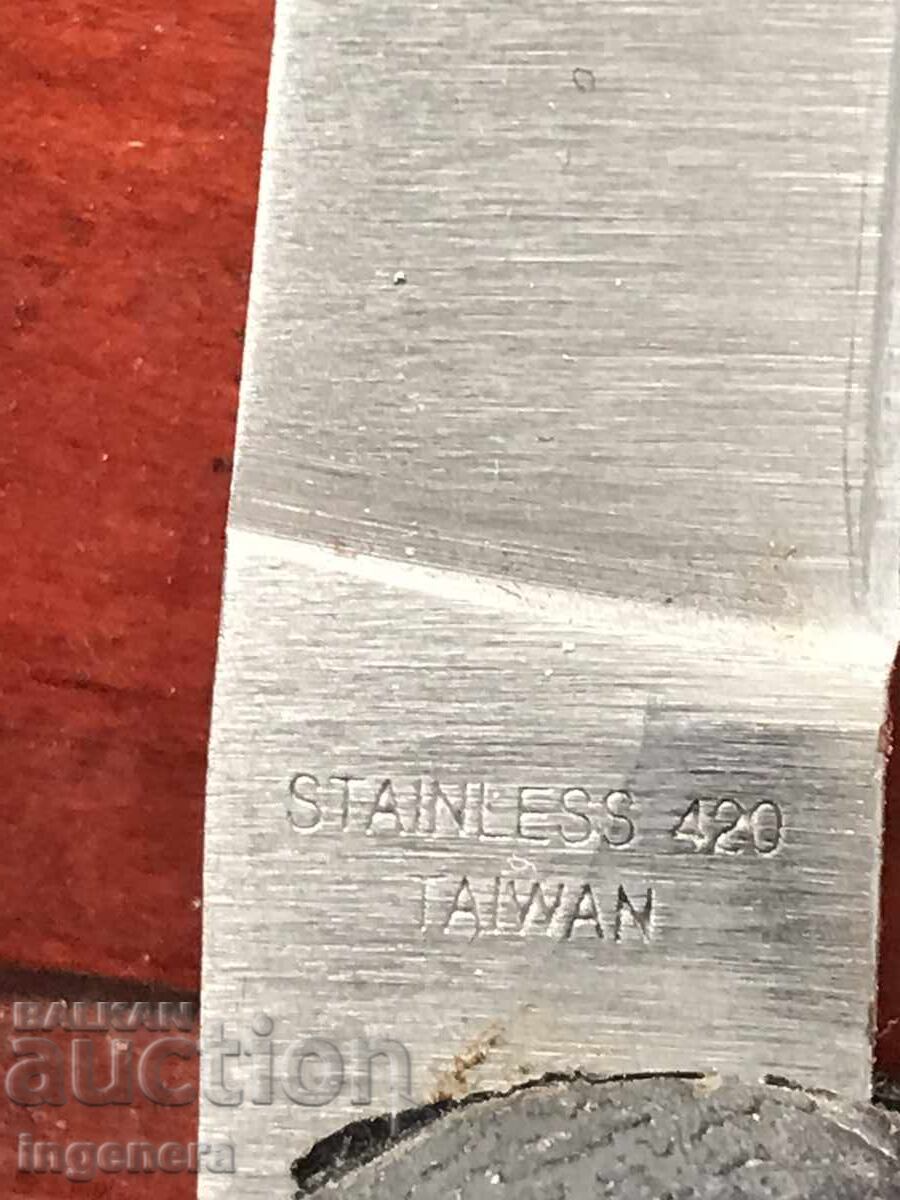 STAINLESS 420
TAIWAN
BALKAN
auction
ingenera